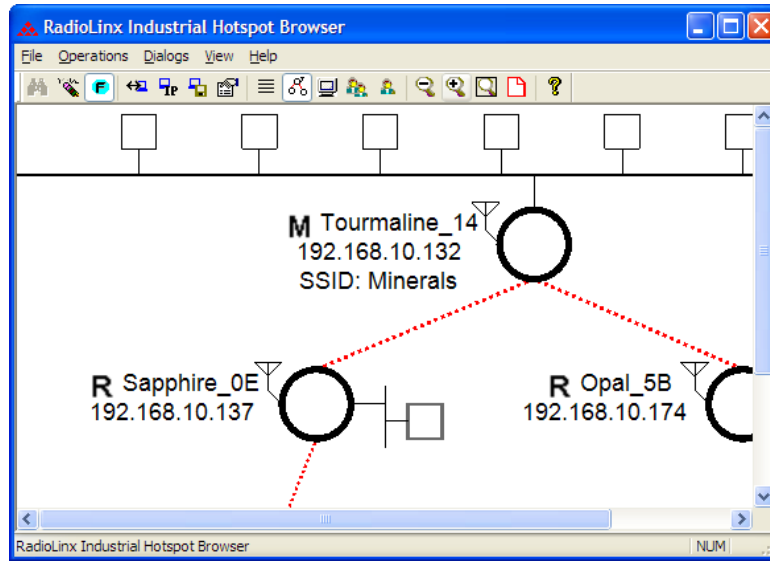 RadioLinx Industrial Hotspot Browser
File Operations Dialogs View Help
F IP ?
M Tourmaline_14
192.168.10.132
SSID: Minerals
R Sapphire_0E
192.168.10.137
R Opal_5B
192.168.10.174
RadioLinx Industrial Hotspot Browser NUM